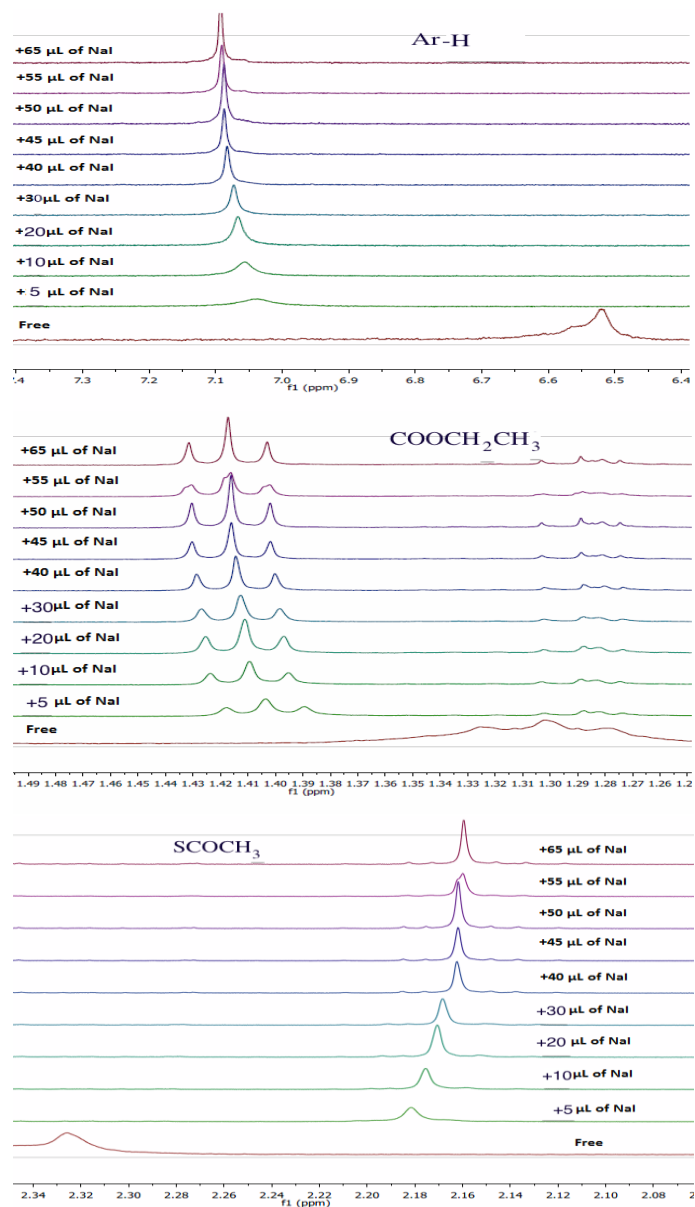 Ar-H
+65 µL of NaI
+55 µL of NaI
+50 µL of NaI
+45 µL of NaI
+40 µL of NaI
+30µL of NaI
+20µL of NaI
+10µL of NaI
+ 5 µL of NaI
Free
7.4 7.3 7.2 7.1 7.0 6.9 6.8 6.7 6.6 6.5 6.4
f1 (ppm)
COOCH2CH3
+65 µL of NaI
+55 µL of NaI
+50 µL of NaI
+45 µL of NaI
+40 µL of NaI
+30µL of NaI
+20µL of NaI
+10µL of NaI
+5 µL of NaI
Free
1.49 1.48 1.47 1.46 1.45 1.44 1.43 1.42 1.41 1.40 1.39 1.38 1.37 1.36 1.35 1.34 1.33 1.32 1.31 1.30 1.29 1.28 1.27 1.26 1.2
f1 (ppm)
SCOCH3
+65 µL of NaI
+55 µL of NaI
+50 µL of NaI
+45 µL of NaI
+40 µL of NaI
+30 µL of NaI
+20 µL of NaI
+10µL of NaI
+5 µL of NaI
Free
2.34 2.32 2.30 2.28 2.26 2.24 2.22 2.20 2.18 2.16 2.14 2.12 2.10 2.08 2.0
f1 (ppm)